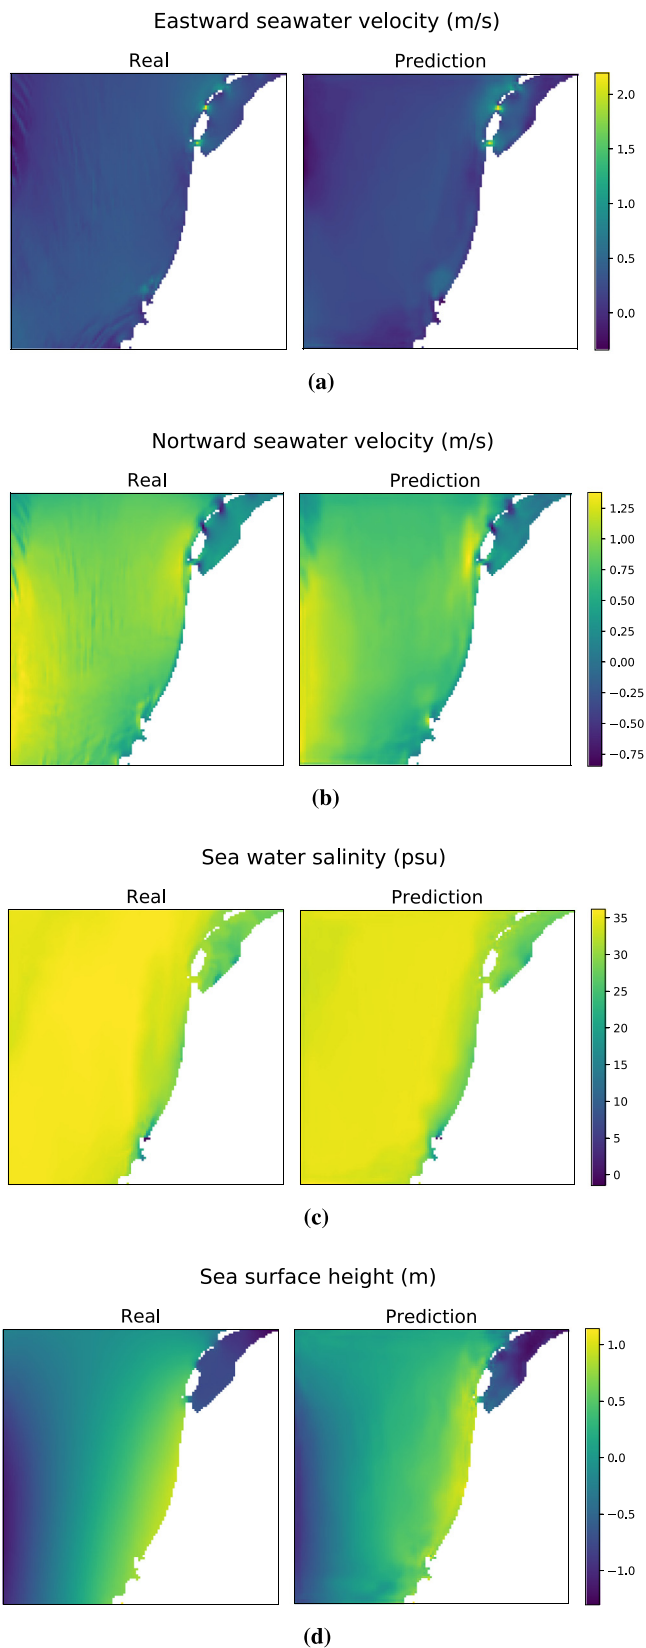 Eastward seawater velocity (m/s)
Real Prediction
2.0
1.5
1.0
0.5
0.0
(a)
Nortward seawater velocity (m/s)
Real Prediction
1.25
1.00
0.75
0.50
0.25
0.00
−0.25
−0.50
−0.75
(b)
Sea water salinity (psu)
Real Prediction
35
30
25
20
15
10
5
0
(c)
Sea surface height (m)
Real Prediction
1.0
0.5
0.0
−0.5
−1.0
(d)